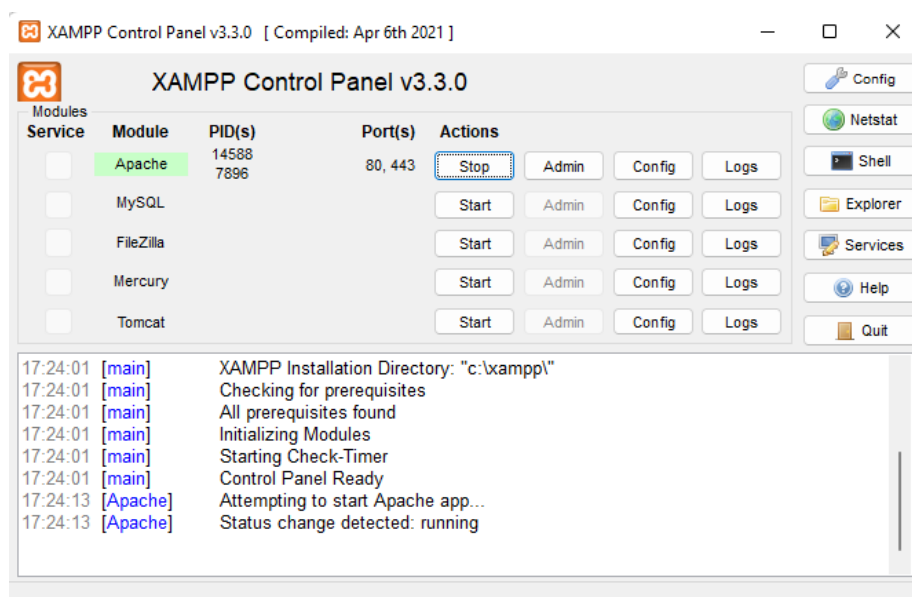 XAMPP Control Panel v3.3.0 [ Compiled: Apr 6th 2021 ]
XAMPP Control Panel v3.3.0
Config
Modules
Service Module PID(s) Port(s) Actions
Netstat
Apache 14588 7896 80, 443 Stop Admin Config Logs
Shell
MySQL Start Admin Config Logs
Explorer
FileZilla Start Admin Config Logs
Services
Mercury Start Admin Config Logs
Help
Tomcat Start Admin Config Logs
Quit
17:24:01 [main] XAMPP Installation Directory: "c:\xampp\"
17:24:01 [main] Checking for prerequisites
17:24:01 [main] All prerequisites found
17:24:01 [main] Initializing Modules
17:24:01 [main] Starting Check-Timer
17:24:01 [main] Control Panel Ready
17:24:13 [Apache] Attempting to start Apache app...
17:24:13 [Apache] Status change detected: running